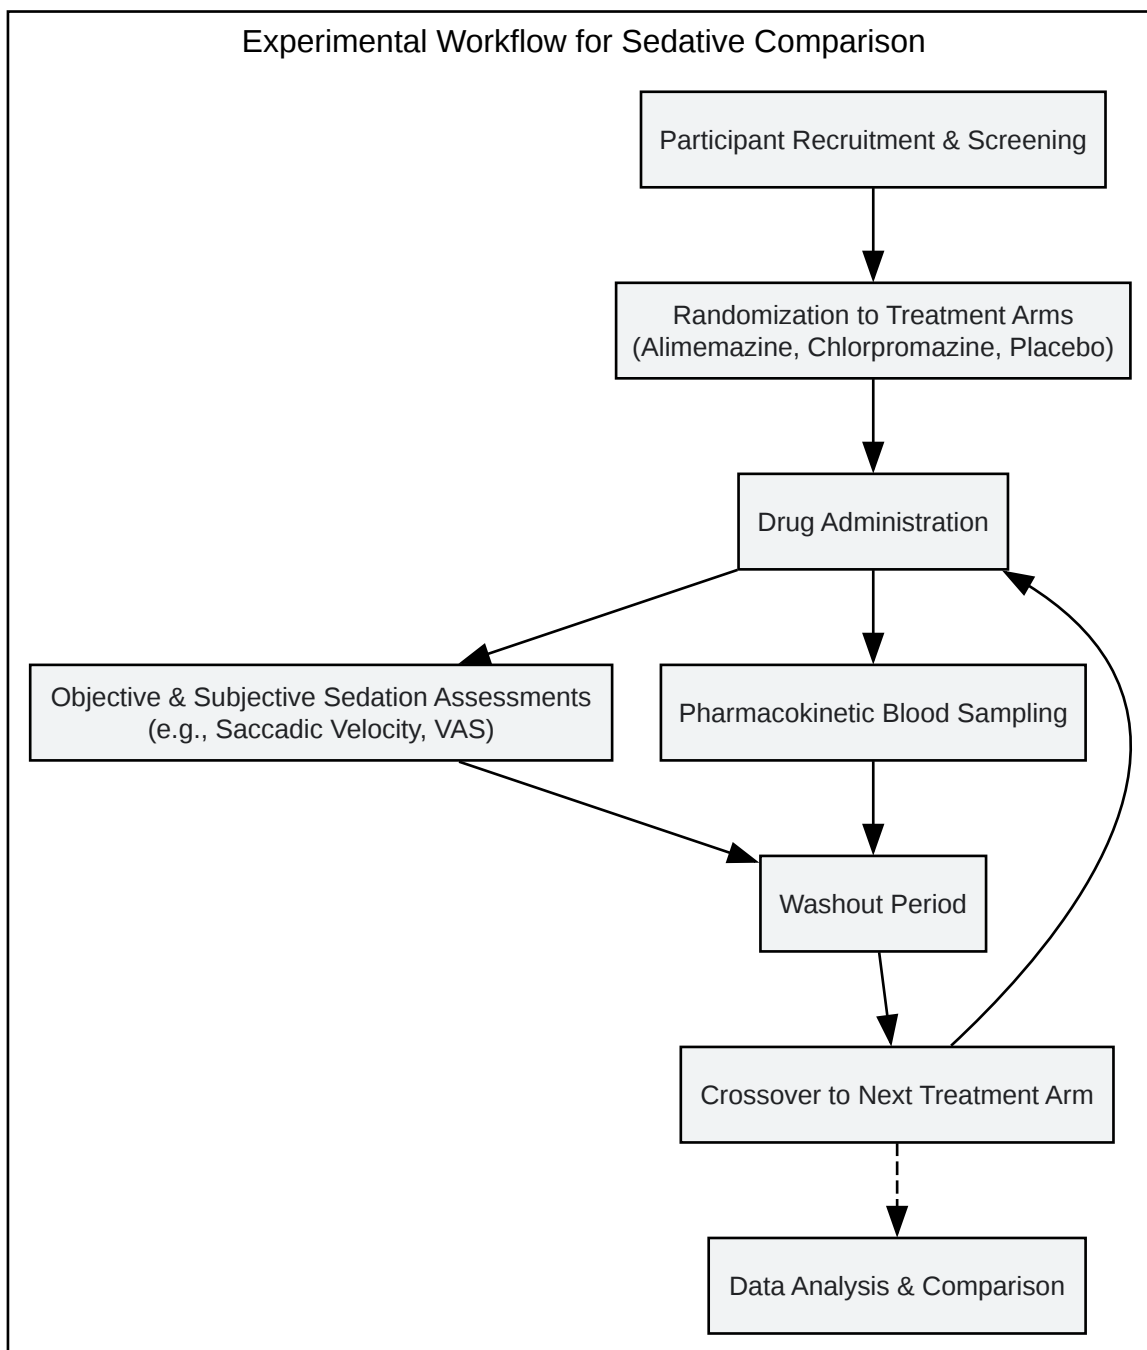 Experimental Workflow for Sedative Comparison
Participant Recruitment & Screening
Randomization to Treatment Arms
(Alimemazine, Chlorpromazine, Placebo)
Drug Administration
Objective & Subjective Sedation Assessments
(e.g., Saccadic Velocity, VAS)
Pharmacokinetic Blood Sampling
Washout Period
Crossover to Next Treatment Arm
Data Analysis & Comparison